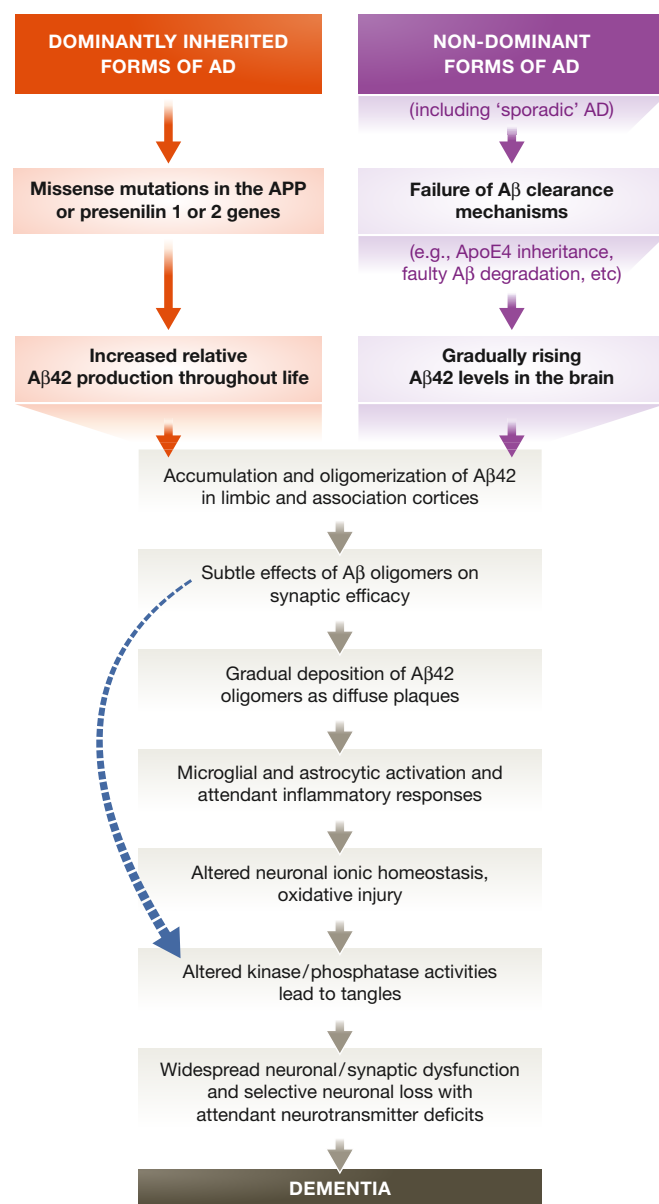 DOMINANTLY INHERITED
FORMS OF AD
NON-DOMINANT
FORMS OF AD
(including ‘sporadic’ AD)
Missense mutations in the APP
or presenilin 1 or 2 genes
Failure of Aβ clearance
mechanisms
(e.g., ApoE4 inheritance,
faulty Aβ degradation, etc)
Increased relative
Aβ42 production throughout life
Gradually rising
Aβ42 levels in the brain
Accumulation and oligomerization of Aβ42
in limbic and association cortices
Subtle effects of Aβ oligomers on
synaptic efficacy
Gradual deposition of Aβ42
oligomers as diffuse plaques
Microglial and astrocytic activation and
attendant inflammatory responses
Altered neuronal ionic homeostasis,
oxidative injury
Altered kinase/phosphatase activities
lead to tangles
Widespread neuronal/synaptic dysfunction
and selective neuronal loss with
attendant neurotransmitter deficits
DEMENTIA